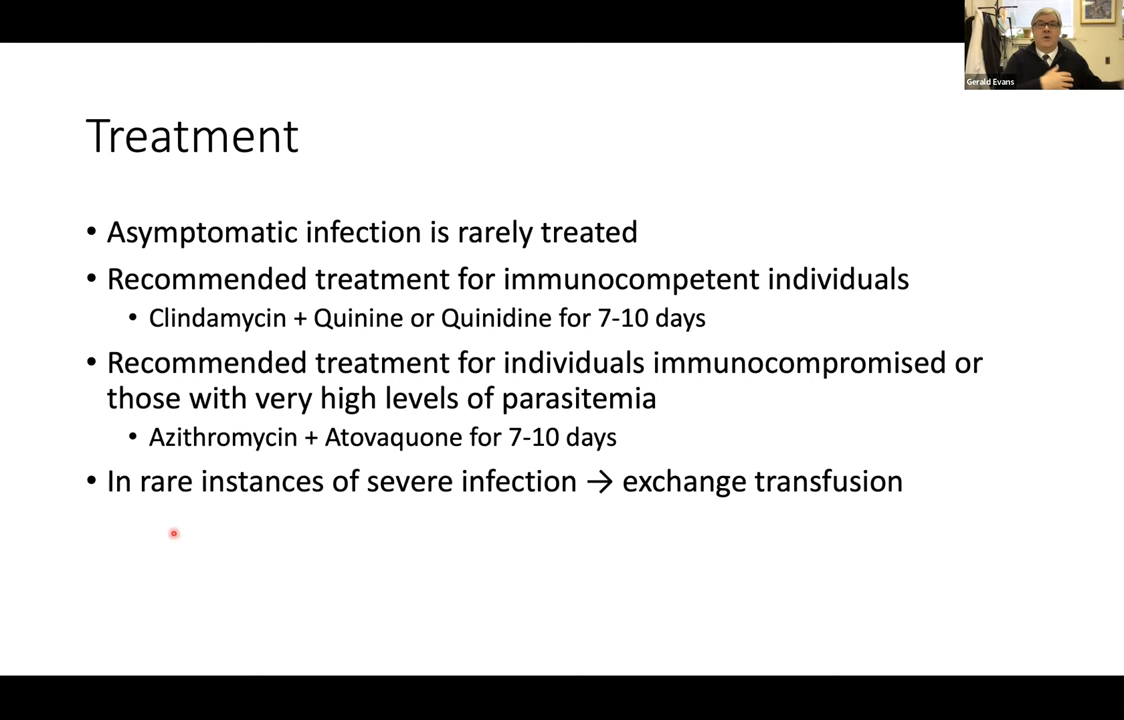 Gerald Evans
Treatment
• Asymptomatic infection is rarely treated
• Recommended treatment for immunocompetent individuals
• Clindamycin + Quinine or Quinidine for 7-10 days
• Recommended treatment for individuals immunocompromised or
those with very high levels of parasitemia
• Azithromycin + Atovaquone for 7-10 days
• In rare instances of severe infection → exchange transfusion